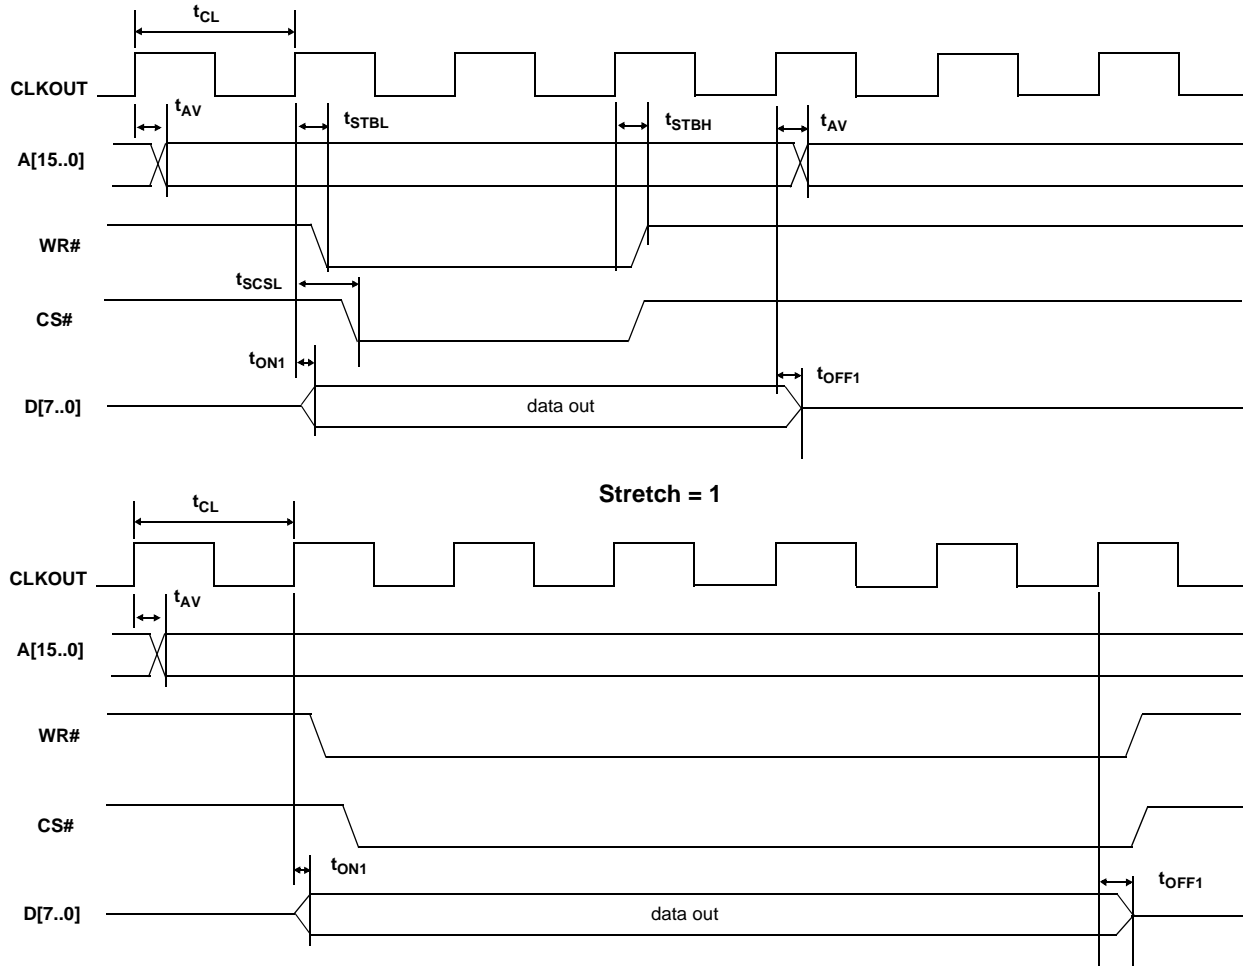 tCL
CLKOUT
tAV
tSTBL
tSTBH
tAV
A[15..0]
WR#
tSCSL
CS#
tON1
tOFF1
D[7..0]
data out
Stretch = 1
tCL
CLKOUT
tAV
A[15..0]
WR#
CS#
tON1
tOFF1
D[7..0]
data out